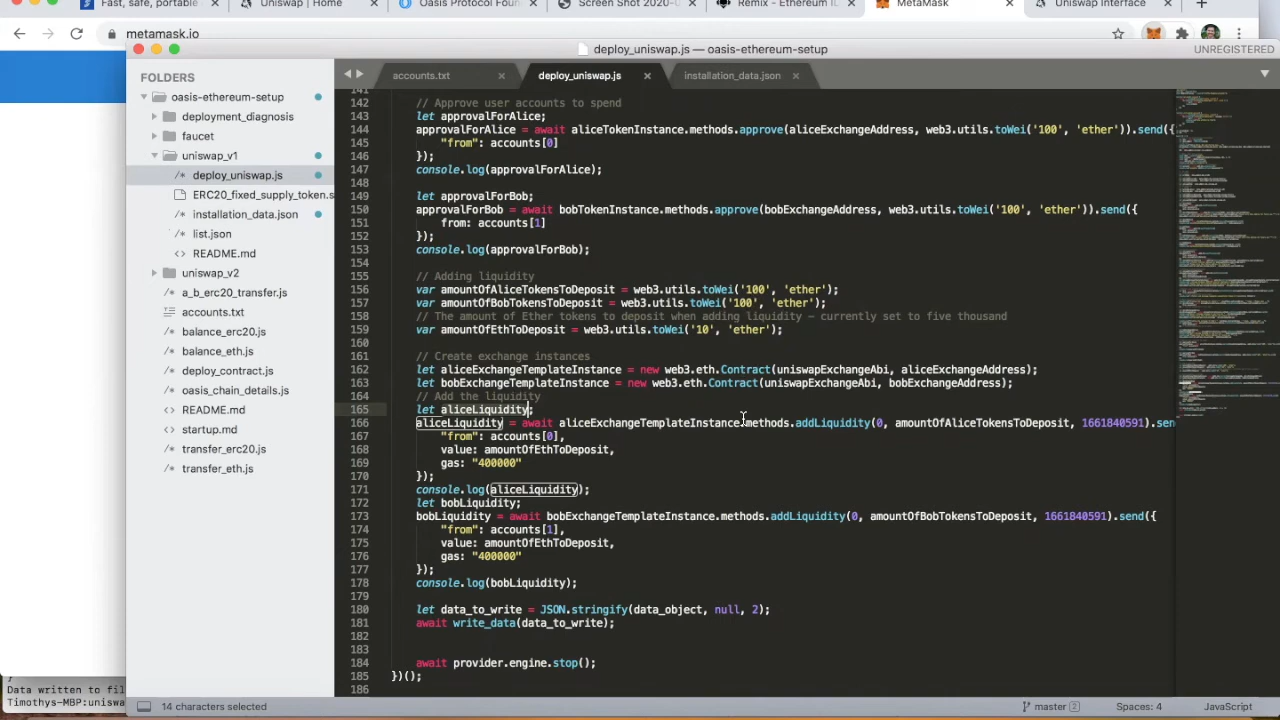 Fast, safe, portable
Uniswap | Home
Oasis Protocol Found
Screen Shot 2020-
Remix - Ethereum ID
MetaMask
Uniswap Interface
metamask.io
deploy_uniswap.js — oasis-ethereum-setup
UNREGISTERED
FOLDERS
oasis-ethereum-setup
deployment_diagnosis
faucet
uniswap_v1
deploy_uniswap.js
ERC20_fixed_supply_token.s
installation_data.json
list.json
README.md
uniswap_v2
a_b_erc20_transfer.js
accounts.txt
balance_erc20.js
balance_eth.js
deploy_contract.js
oasis_chain_details.js
README.md
startup.md
transfer_erc20.js
transfer_eth.js
accounts.txt
deploy_uniswap.js
installation_data.json
141
142 // Approve user accounts to spend
143 let approvalForAlice;
144 approvalForAlice = await aliceTokenInstance.methods.approve(aliceExchangeAddress, web3.utils.toWei('100', 'ether')).send({
145 "from": accounts[0]
146 });
147 console.log(approvalForAlice);
148
149 let approvalForBob;
150 approvalForBob = await bobTokenInstance.methods.approve(bobExchangeAddress, web3.utils.toWei('100', 'ether')).send({
151 "from": accounts[1]
152 });
153 console.log(approvalForBob);
154
155 // Adding liquidity
156 var amountOfAliceTokensToDeposit = web3.utils.toWei('100', 'ether');
157 var amountOfBobTokensToDeposit = web3.utils.toWei('100', 'ether');
158 // The amount of ETH tokens to deposit when adding liquidity – currently set to five thousand
159 var amountOfEthToDeposit = web3.utils.toWei('10', 'ether');
160
161 // Create exchange instances
162 let aliceExchangeTemplateInstance = new web3.eth.Contract(uniswapExchangeAbi, aliceExchangeAddress);
163 let bobExchangeTemplateInstance = new web3.eth.Contract(uniswapExchangeAbi, bobExchangeAddress);
164 // Add the liquidity
165 let aliceLiquidity;
166 aliceLiquidity = await aliceExchangeTemplateInstance.methods.addLiquidity(0, amountOfAliceTokensToDeposit, 1661840591).sen
167 "from": accounts[0],
168 value: amountOfEthToDeposit,
169 gas: "400000"
170 });
171 console.log(aliceLiquidity);
172 let bobLiquidity;
173 bobLiquidity = await bobExchangeTemplateInstance.methods.addLiquidity(0, amountOfBobTokensToDeposit, 1661840591).send({
174 "from": accounts[1],
175 value: amountOfEthToDeposit,
176 gas: "400000"
177 });
178 console.log(bobLiquidity);
179
180 let data_to_write = JSON.stringify(data_object, null, 2);
181 await write_data(data_to_write);
182
183
184 await provider.engine.stop();
185 })();
186
Data written to fil
Timothys-MBP:uniswa
14 characters selected
master 2
Spaces: 4
JavaScript